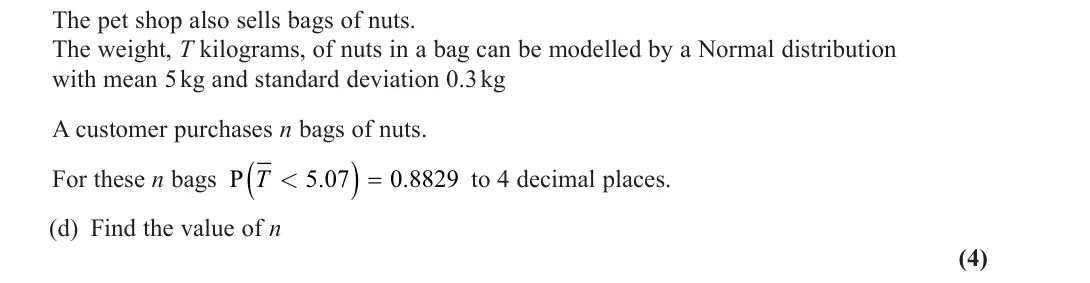 The pet shop also sells bags of nuts.
The weight, T kilograms, of nuts in a bag can be modelled by a Normal distribution
with mean 5 kg and standard deviation 0.3 kg
A customer purchases n bags of nuts.
For these n bags P(T̅ < 5.07) = 0.8829 to 4 decimal places.
(d) Find the value of n
(4)